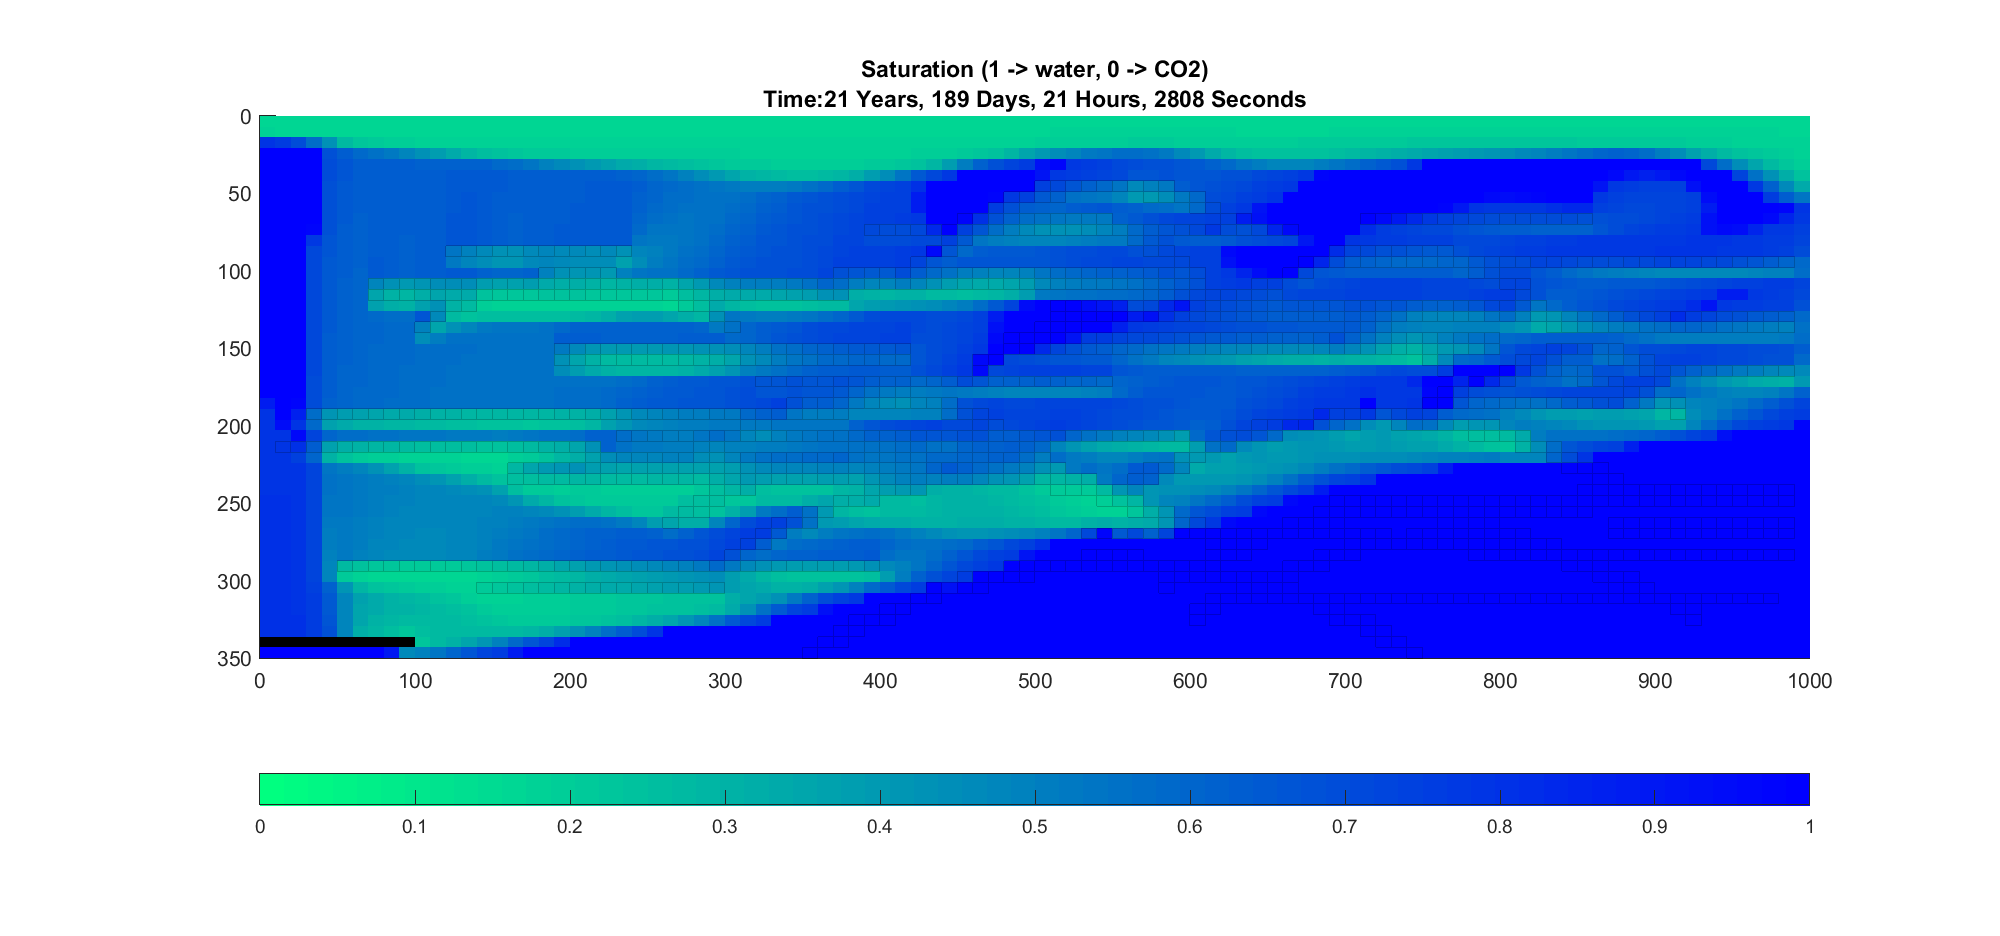 Saturation (1 -> water, 0 -> CO2)
Time:21 Years, 189 Days, 21 Hours, 2808 Seconds
0
50
100
150
200
250
300
350
0 100 200 300 400 500 600 700 800 900 1000
0 0.1 0.2 0.3 0.4 0.5 0.6 0.7 0.8 0.9 1